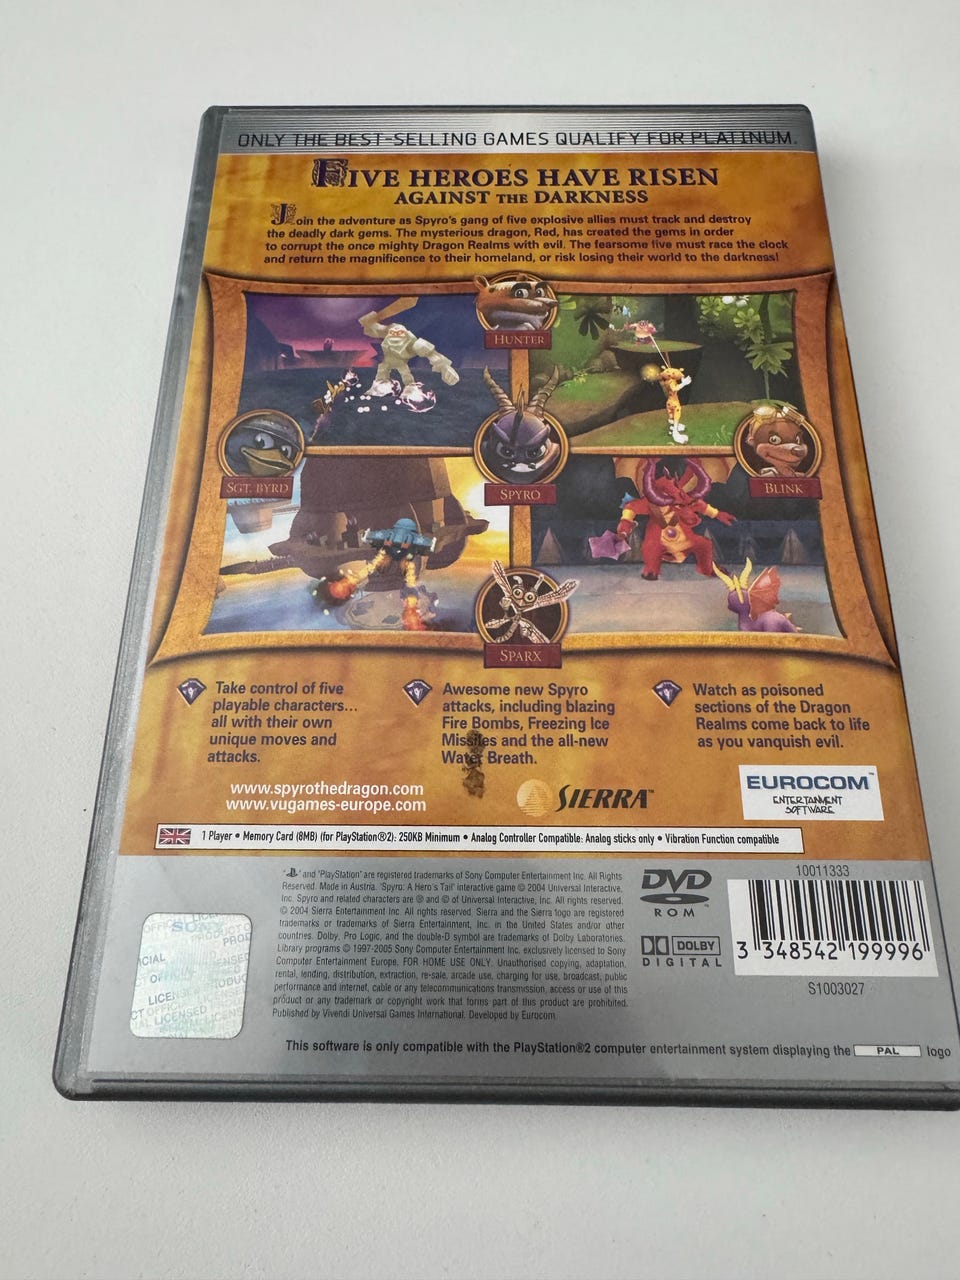 ONLY THE BEST-SELLING GAMES QUALIFY FOR PLATINUM.
FIVE HEROES HAVE RISEN
AGAINST THE DARKNESS
Join the adventure as Spyro's gang of five explosive allies must track and destroy
the deadly dark gems. The mysterious dragon, Red, has created the gems in order
to corrupt the once mighty Dragon Realms with evil. The fearsome five must race the clock
and return the magnificence to their homeland, or risk losing their world to the darkness!
HUNTER
SGT. BYRD
SPYRO
BLINK
SPARX
Take control of five
playable characters...
all with their own
unique moves and
attacks.
Awesome new Spyro
attacks, including blazing
Fire Bombs, Freezing Ice
Missiles and the all-new
Water Breath.
Watch as poisoned
sections of the Dragon
Realms come back to life
as you vanquish evil.
www.spyrothedragon.com
www.vugames-europe.com
SIERRA™
EUROCOM™
ENTERTAINMENT
SOFTWARE
1 Player • Memory Card (8MB) (for PlayStation®2): 250KB Minimum • Analog Controller Compatible: Analog sticks only • Vibration Function compatible
" " and "PlayStation" are registered trademarks of Sony Computer Entertainment Inc. All Rights
Reserved. Made in Austria. 'Spyro: A Hero's Tail' interactive game © 2004 Universal Interactive,
Inc. Spyro and related characters are ® and © of Universal Interactive, Inc. All rights reserved.
© 2004 Sierra Entertainment Inc. All rights reserved. Sierra and the Sierra logo are registered
trademarks or trademarks of Sierra Entertainment, Inc. in the United States and/or other
countries. Dolby, Pro Logic, and the double-D symbol are trademarks of Dolby Laboratories.
Library programs © 1997-2005 Sony Computer Entertainment Inc. exclusively licensed to Sony
Computer Entertainment Europe. FOR HOME USE ONLY. Unauthorised copying, adaptation,
rental, lending, distribution, extraction, re-sale, arcade use, charging for use, broadcast, public
performance and internet, cable or any telecommunications transmission, access or use of this
product or any trademark or copyright work that forms part of this product are prohibited.
Published by Vivendi Universal Games International. Developed by Eurocom.
DVD
ROM
DOLBY
DIGITAL
10011333
3 348542 199996
S1003027
SONY
This software is only compatible with the PlayStation®2 computer entertainment system displaying the PAL logo